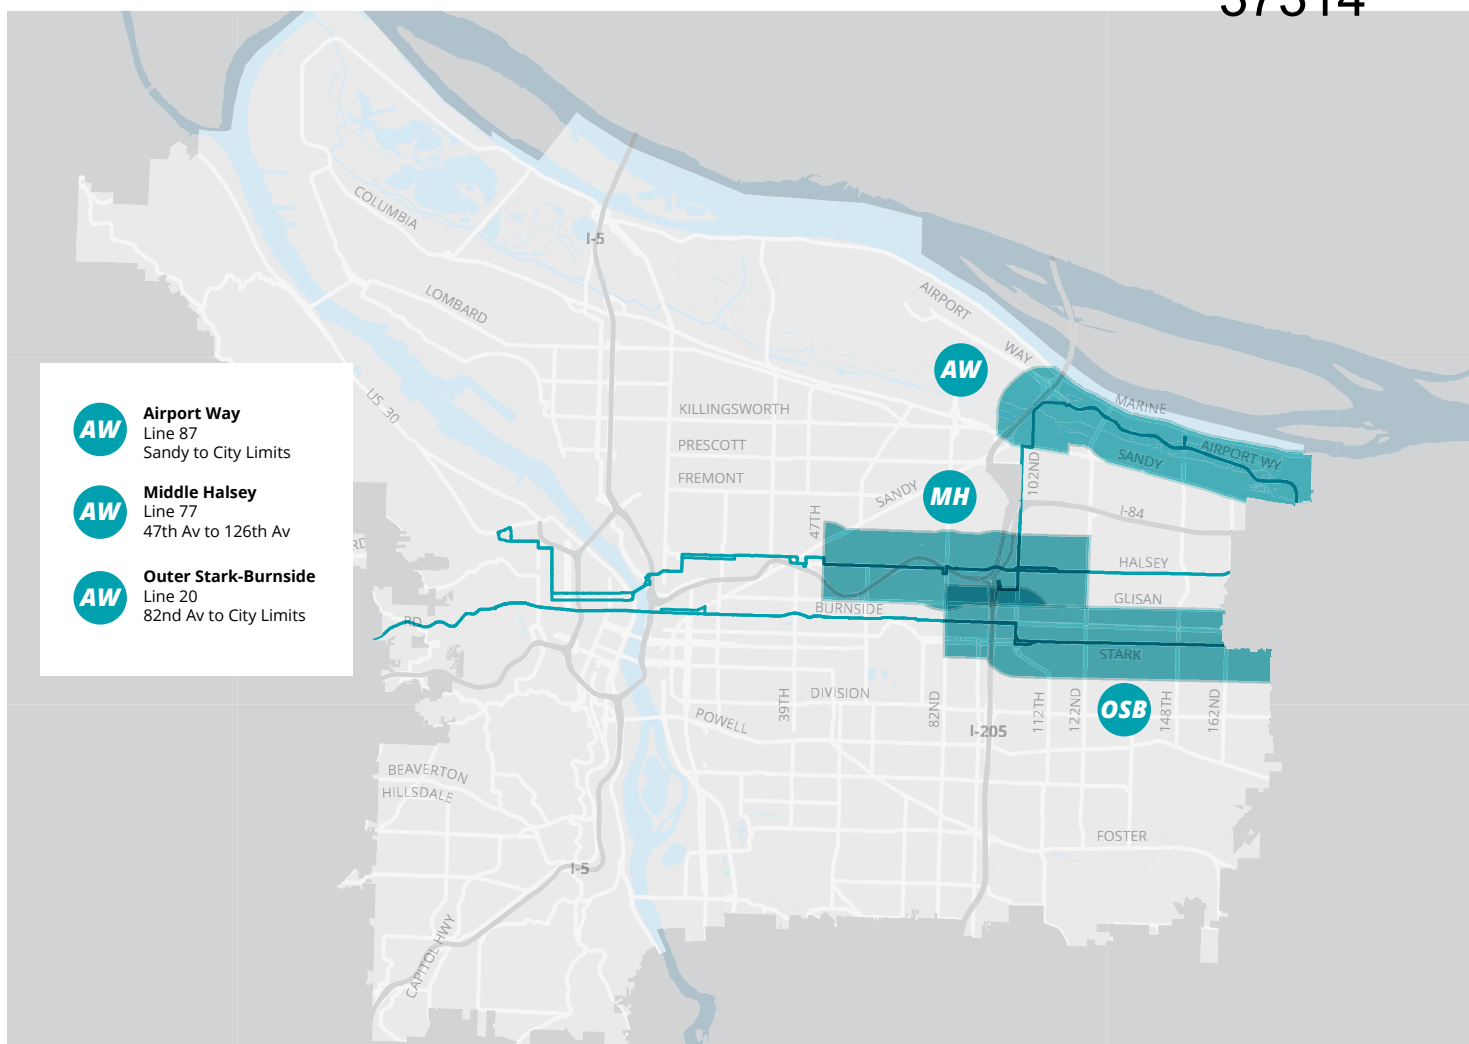 37314
COLUMBIA
I-5
LOMBARD
AIRPORT
WAY
AW
US 30
KILLINGSWORTH
MARINE
PRESCOTT
AIRPORT WY
SANDY
FREMONT
SANDY
102ND
MH
47TH
I-84
AW
Airport Way
Line 87
Sandy to City Limits
AW
Middle Halsey
Line 77
47th Av to 126th Av
AW
Outer Stark-Burnside
Line 20
82nd Av to City Limits
RD
HALSEY
GLISAN
BURNSIDE
RD
STARK
DIVISION
39TH
82ND
112TH
122ND
OSB
148TH
162ND
POWELL
I-205
BEAVERTON
HILLSDALE
FOSTER
I-5
CAPITOL HWY